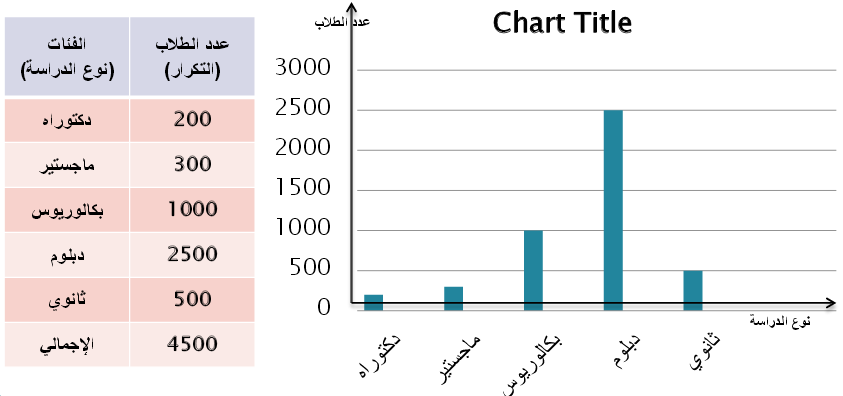 الفئات
(نوع الدراسة)
عدد الطلاب
(التكرار)
دكتوراه 200
ماجستير 300
بكالوريوس 1000
دبلوم 2500
ثانوي 500
الإجمالي 4500
Chart Title
عدد الطلاب
3000
2500
2000
1500
1000
500
0
دكتوراه
ماجستير
بكالوريوس
دبلوم
ثانوي
نوع الدراسة